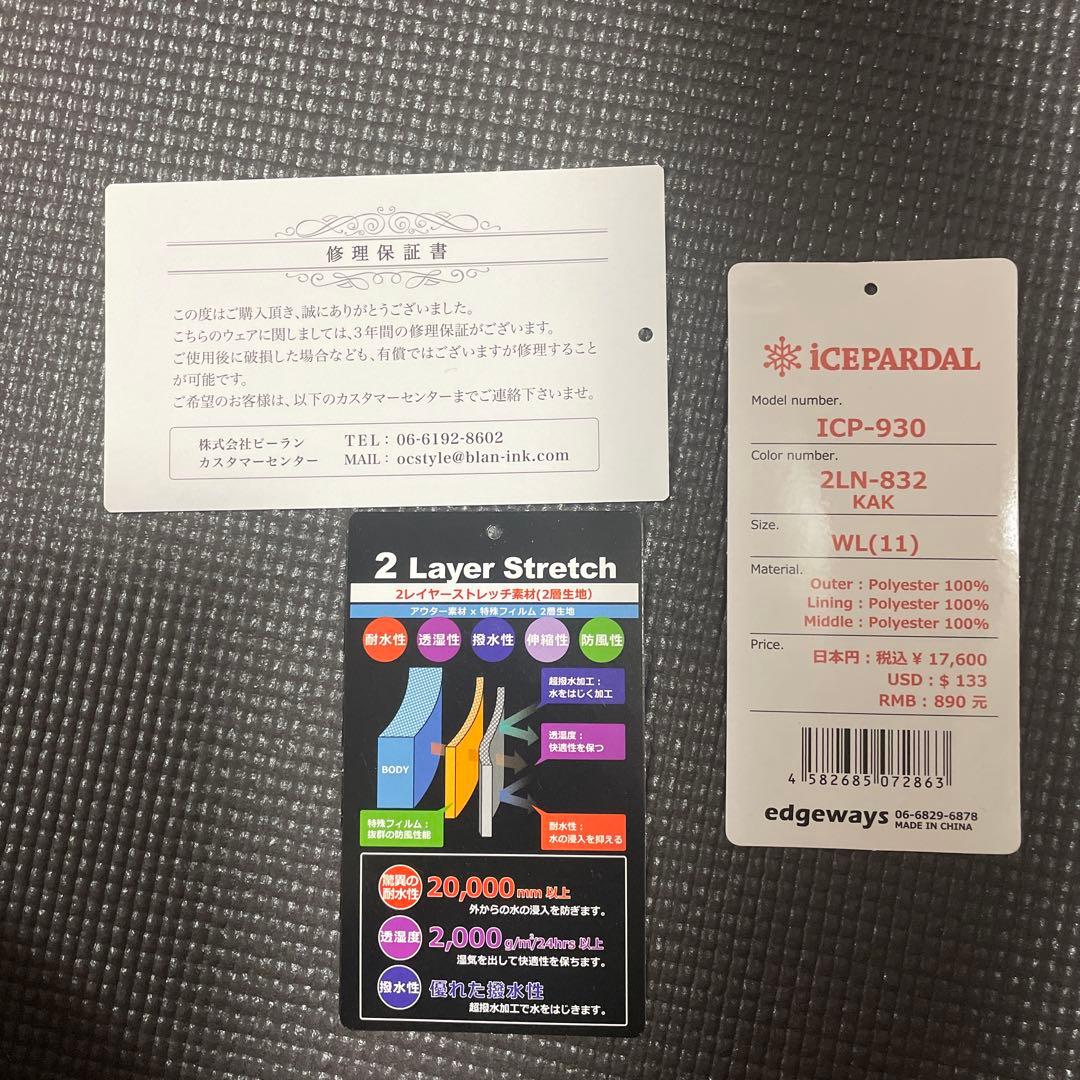 修理保証書
この度はご購入頂き、誠にありがとうございました。
こちらのウェアに関しましては、3年間の修理保証がございます。
ご使用後に破損した場合なども、有償ではございますが修理すること
が可能です。
ご希望のお客様は、以下のカスタマーセンターまでご連絡下さいませ。
株式会社ビーラン TEL: 06-6192-8602
カスタマーセンター MAIL: ocstyle@blan-ink.com
2 Layer Stretch
2レイヤーストレッチ素材(2層生地)
アウター素材 x 特殊フィルム 2層生地
耐水性 透湿性 撥水性 伸縮性 防風性
超撥水加工:
水をはじく加工
透湿度:
快適性を保つ
BODY
特殊フィルム:
抜群の防風性能
耐水性:
水の浸入を抑える
驚異の
耐水性
20,000mm 以上
外からの水の浸入を防ぎます。
透湿度
2,000 g/㎡/24hrs 以上
湿気を出して快適性を保ちます。
撥水性
優れた撥水性
超撥水加工で水をはじきます。
iCEPARDAL
Model number.
ICP-930
Color number.
2LN-832
KAK
Size.
WL(11)
Material.
Outer : Polyester 100%
Lining : Polyester 100%
Middle : Polyester 100%
Price.
日本円 : 税込 ¥ 17,600
USD : $ 133
RMB : 890 元
4 582685 072863
edgeways 06-6829-6878
MADE IN CHINA